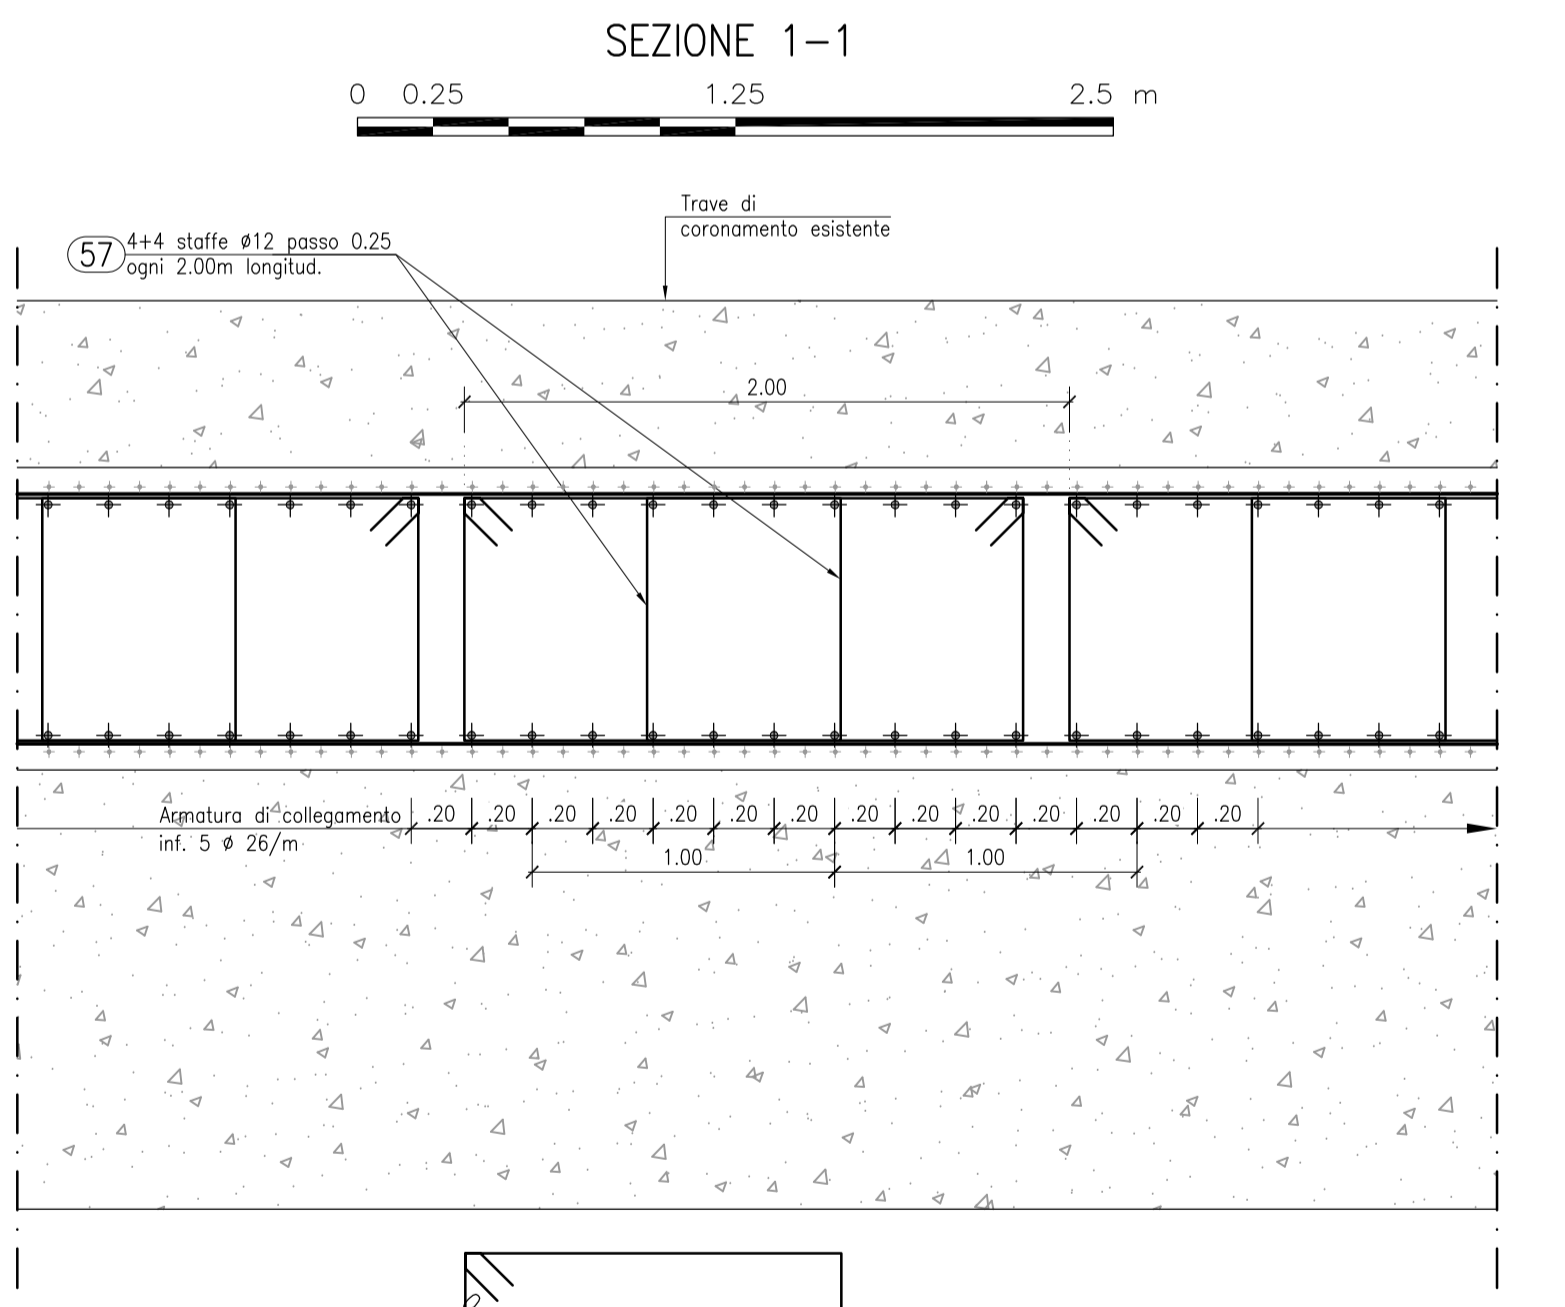 SEZIONE 1-1
0 0.25 1.25 2.5 m
Trave di
coronamento esistente
57
4+4 staffe ø12 passo 0.25
ogni 2.00m longitud.
2.00
Armatura di collegamento
inf. 5 ø 26/m
.20 .20 .20 .20 .20 .20 .20 .20 .20 .20 .20 .20 .20 .20
1.00 1.00